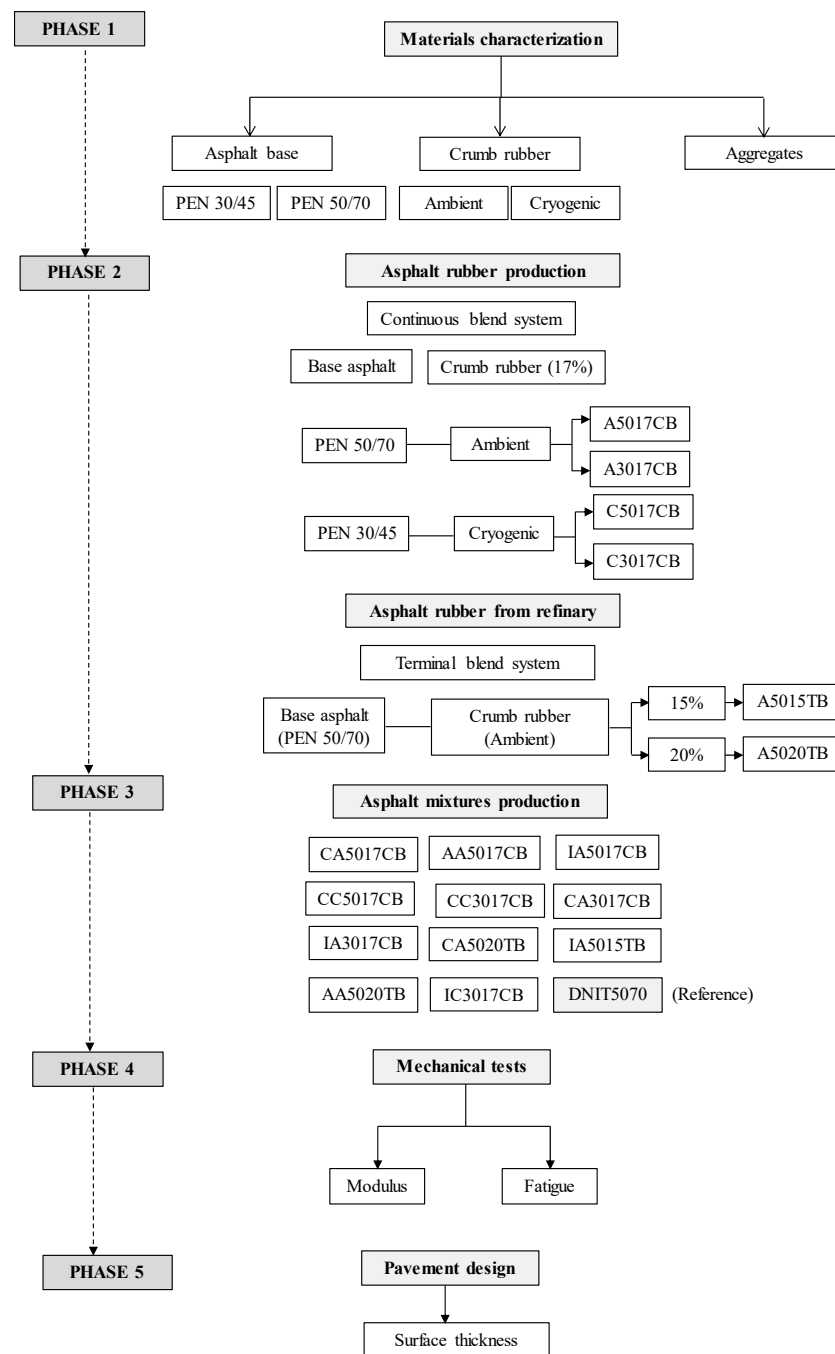 PHASE 1
Materials characterization
Asphalt base
Crumb rubber
Aggregates
PEN 30/45
PEN 50/70
Ambient
Cryogenic
PHASE 2
Asphalt rubber production
Continuous blend system
Base asphalt
Crumb rubber (17%)
PEN 50/70
Ambient
A5017CB
A3017CB
PEN 30/45
Cryogenic
C5017CB
C3017CB
Asphalt rubber from refinary
Terminal blend system
Base asphalt
(PEN 50/70)
Crumb rubber
(Ambient)
15%
A5015TB
20%
A5020TB
PHASE 3
Asphalt mixtures production
CA5017CB
AA5017CB
IA5017CB
CC5017CB
CC3017CB
CA3017CB
IA3017CB
CA5020TB
IA5015TB
AA5020TB
IC3017CB
DNIT5070
(Reference)
PHASE 4
Mechanical tests
Modulus
Fatigue
PHASE 5
Pavement design
Surface thickness